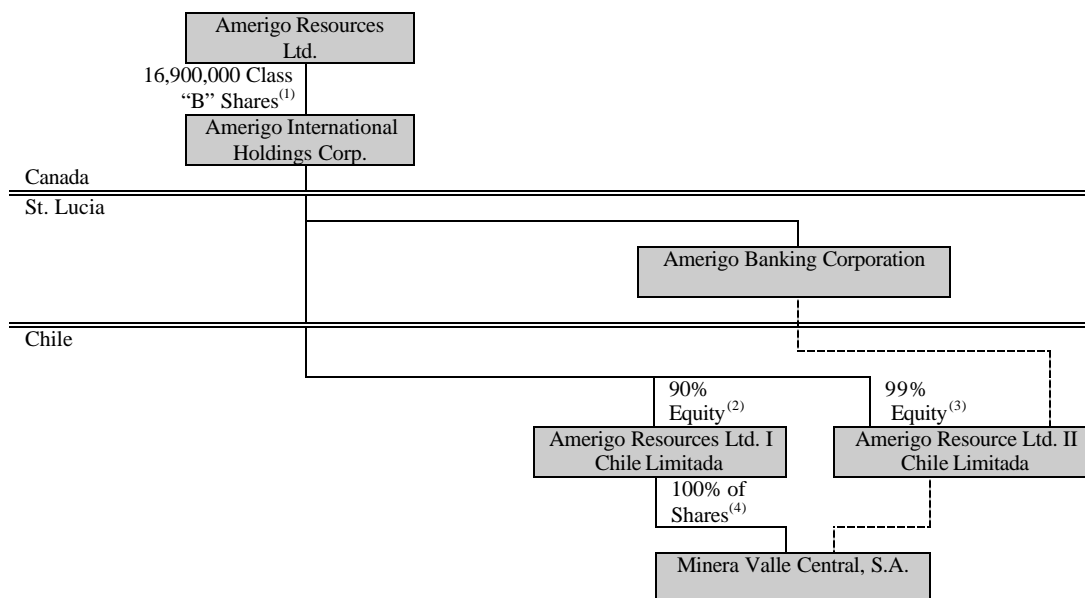 Amerigo Resources
Ltd.
16,900,000 Class
“B” Shares(1)
Amerigo International
Holdings Corp.
Canada
St. Lucia
Amerigo Banking Corporation
Chile
90%
Equity(2)
99%
Equity(3)
Amerigo Resources Ltd. I
Chile Limitada
Amerigo Resource Ltd. II
Chile Limitada
100% of
Shares(4)
Minera Valle Central, S.A.